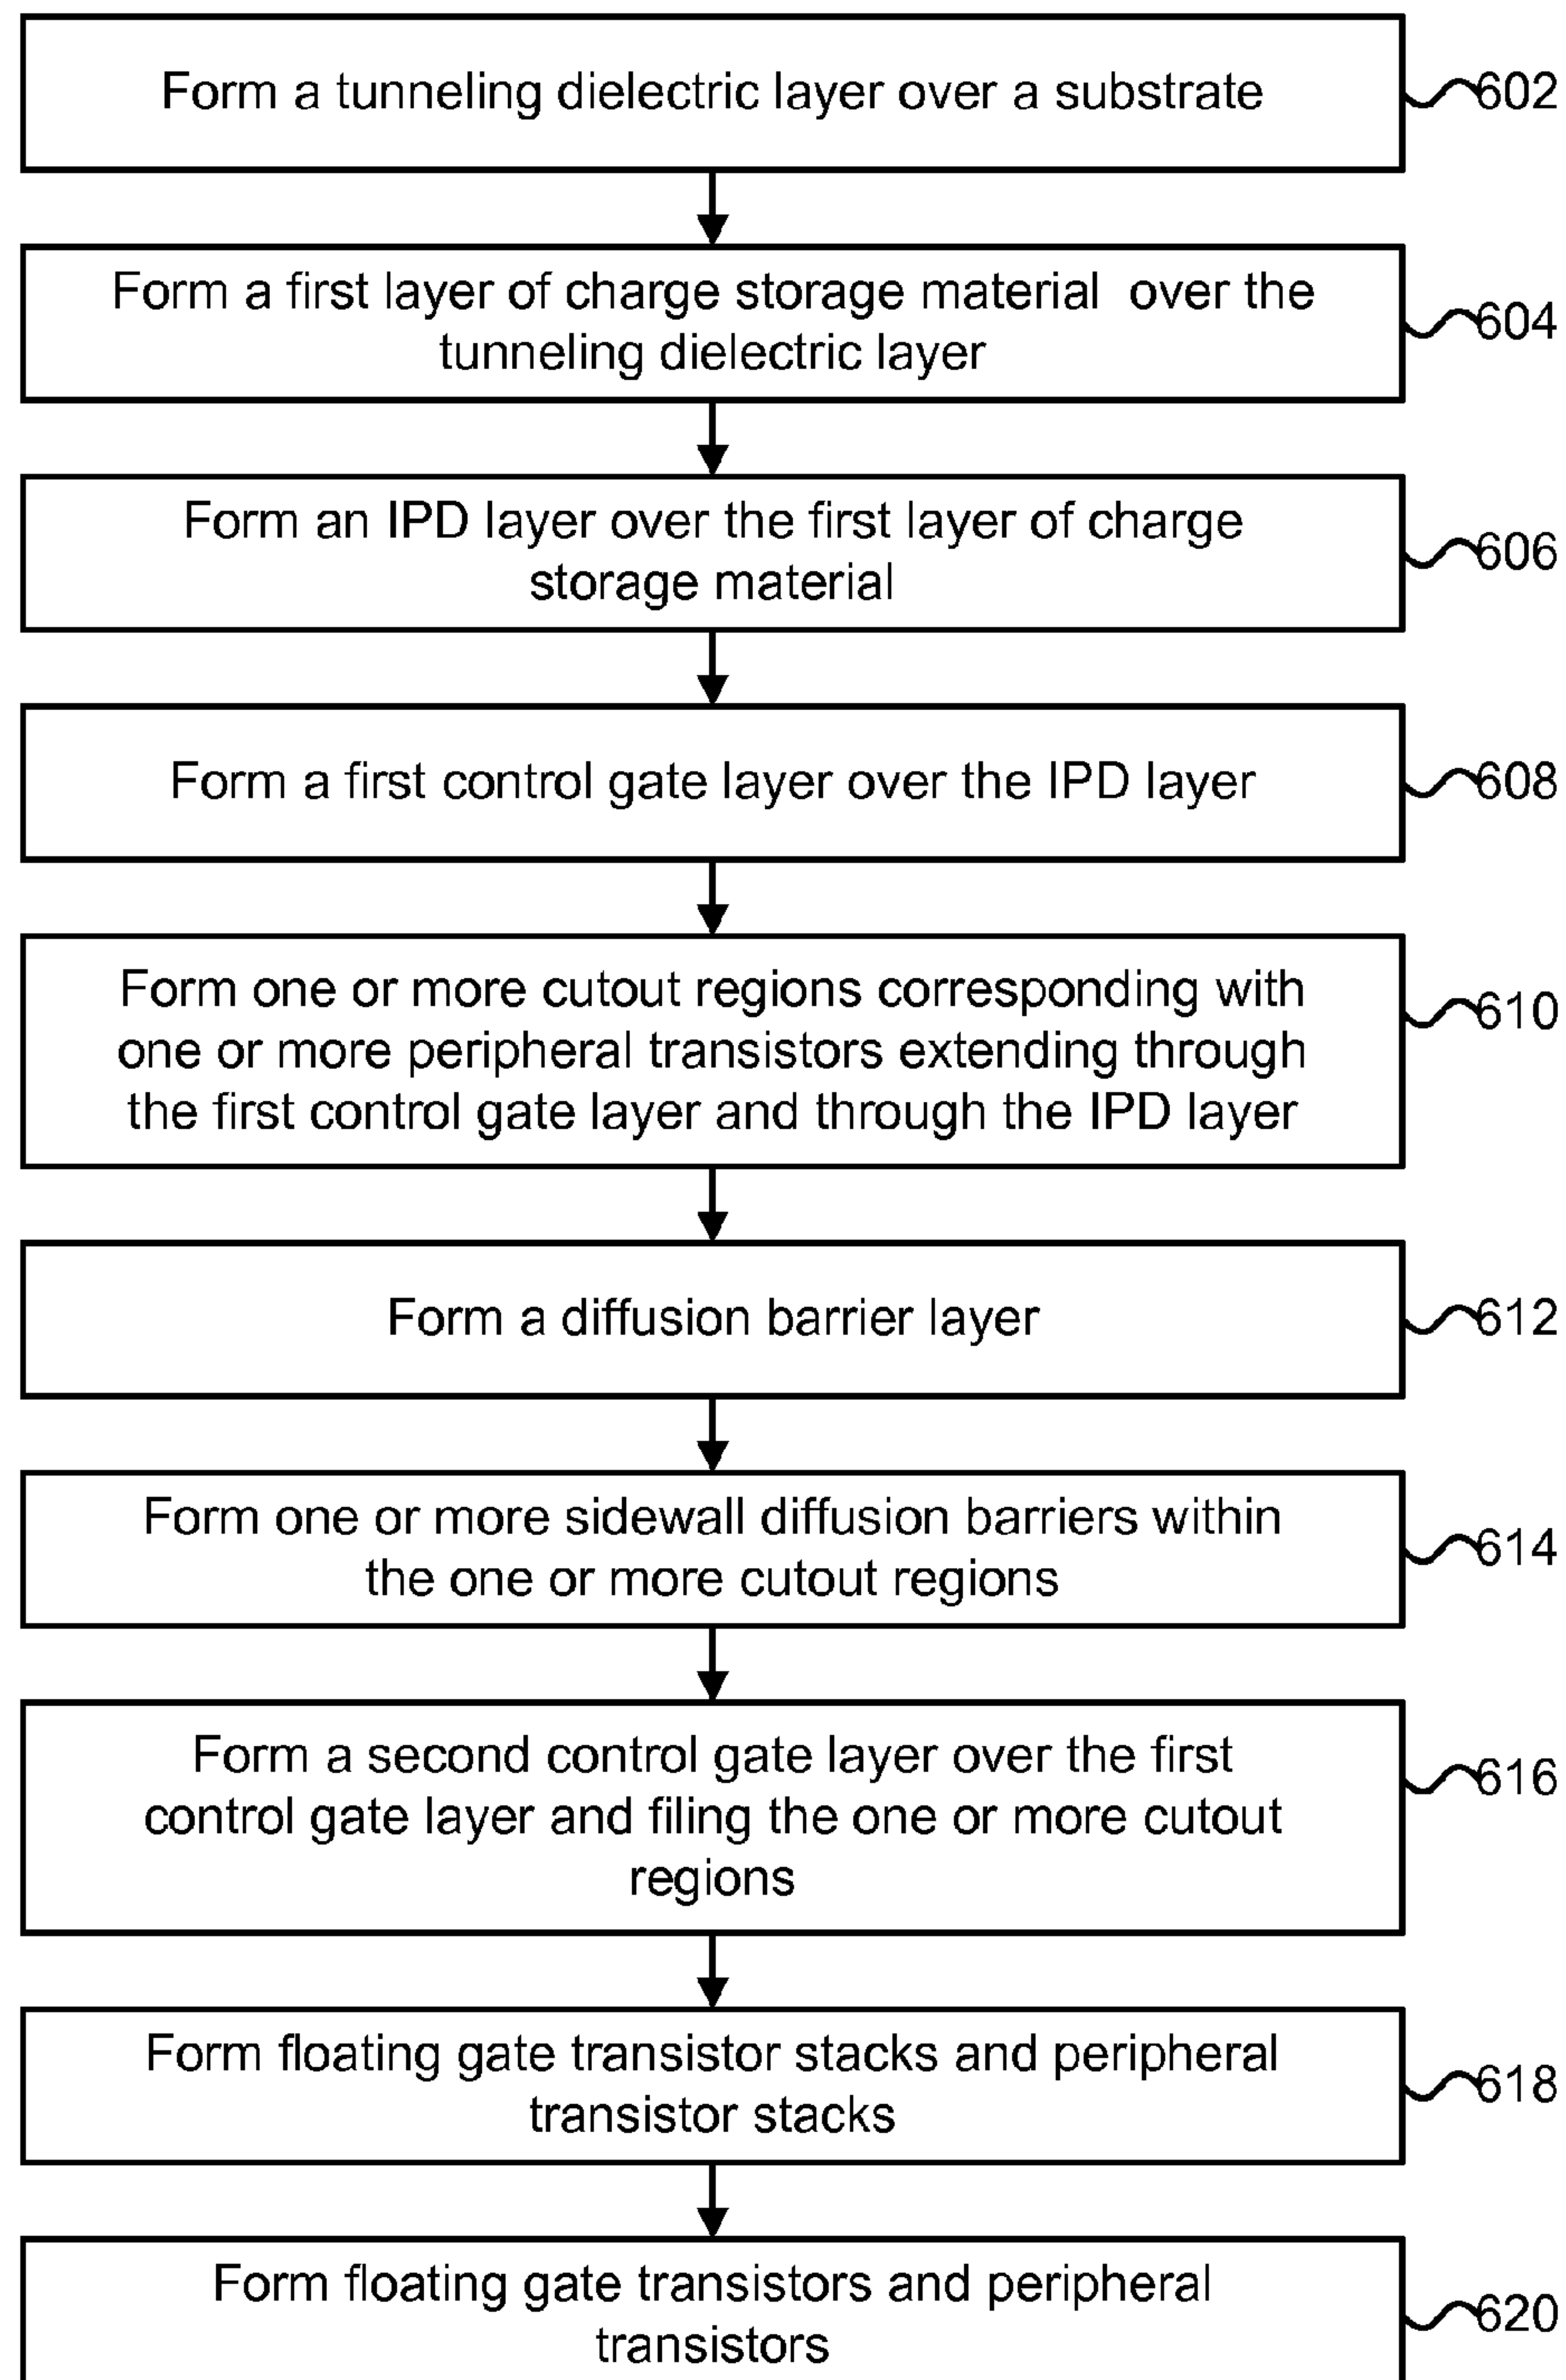 Form a tunneling dielectric layer over a substrate
602
Form a first layer of charge storage material over the
tunneling dielectric layer
604
Form an IPD layer over the first layer of charge
storage material
606
Form a first control gate layer over the IPD layer
608
Form one or more cutout regions corresponding with
one or more peripheral transistors extending through
the first control gate layer and through the IPD layer
610
Form a diffusion barrier layer
612
Form one or more sidewall diffusion barriers within
the one or more cutout regions
614
Form a second control gate layer over the first
control gate layer and filing the one or more cutout
regions
616
Form floating gate transistor stacks and peripheral
transistor stacks
618
Form floating gate transistors and peripheral
transistors
620